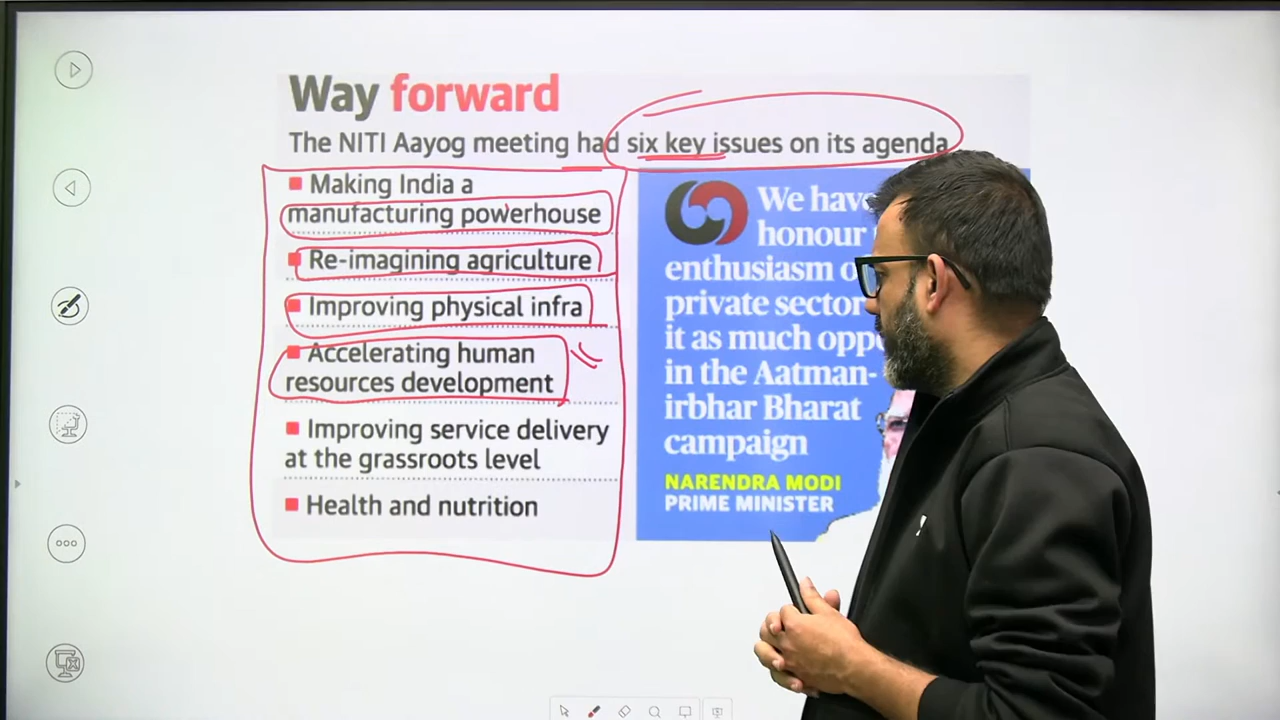 Way forward
The NITI Aayog meeting had six key issues on its agenda
Making India a
manufacturing powerhouse
Re-imagining agriculture
Improving physical infra
Accelerating human
resources development
Improving service delivery
at the grassroots level
Health and nutrition
We have
honour
enthusiasm
private sector
it as much
in the Aatman-
irbhar Bharat
campaign
NARENDRA MODI
PRIME MINISTER